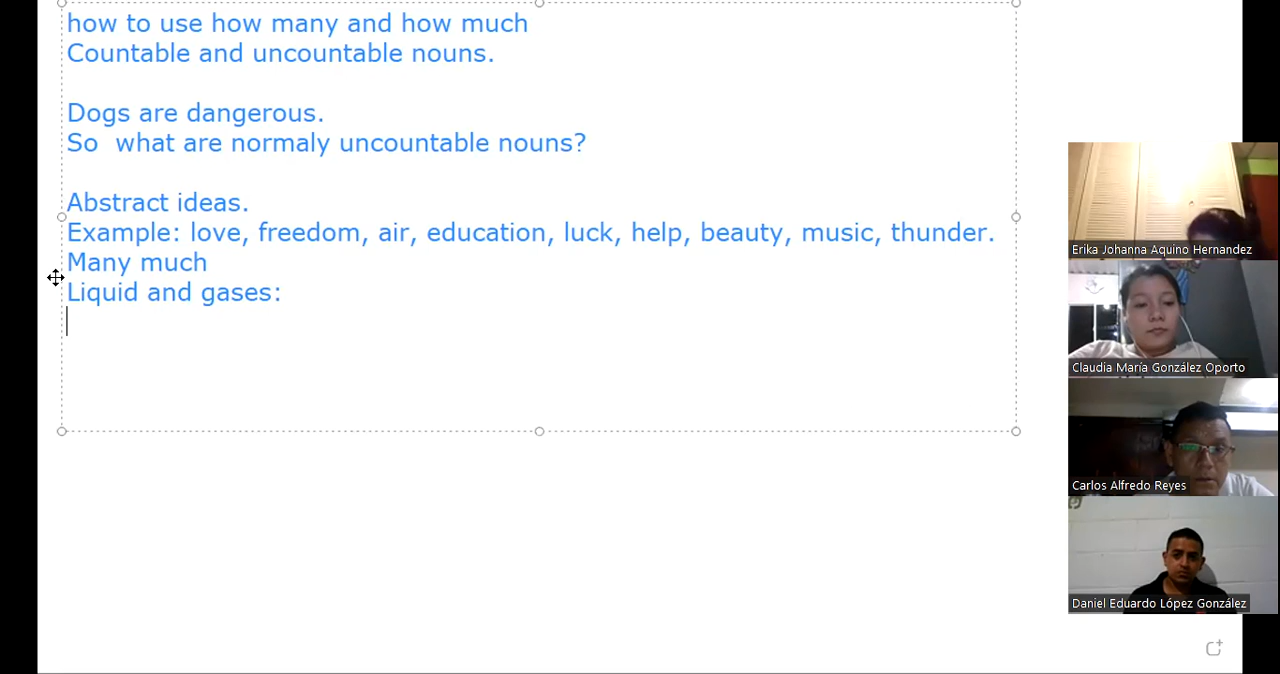 how to use how many and how much
Countable and uncountable nouns.
Dogs are dangerous.
So  what are normaly uncountable nouns?
Abstract ideas.
Example: love, freedom, air, education, luck, help, beauty, music, thunder.
Many much
Liquid and gases:
Erika Johanna Aquino Hernandez
Claudia María González Oporto
Carlos Alfredo Reyes
Daniel Eduardo López González